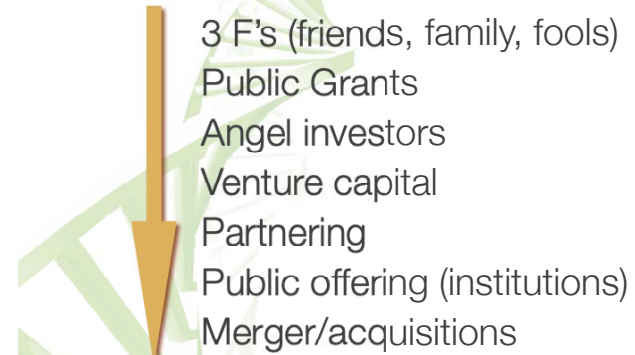 3 F's (friends, family, fools)
Public Grants
Angel investors
Venture capital
Partnering
Public offering (institutions)
Merger/acquisitions